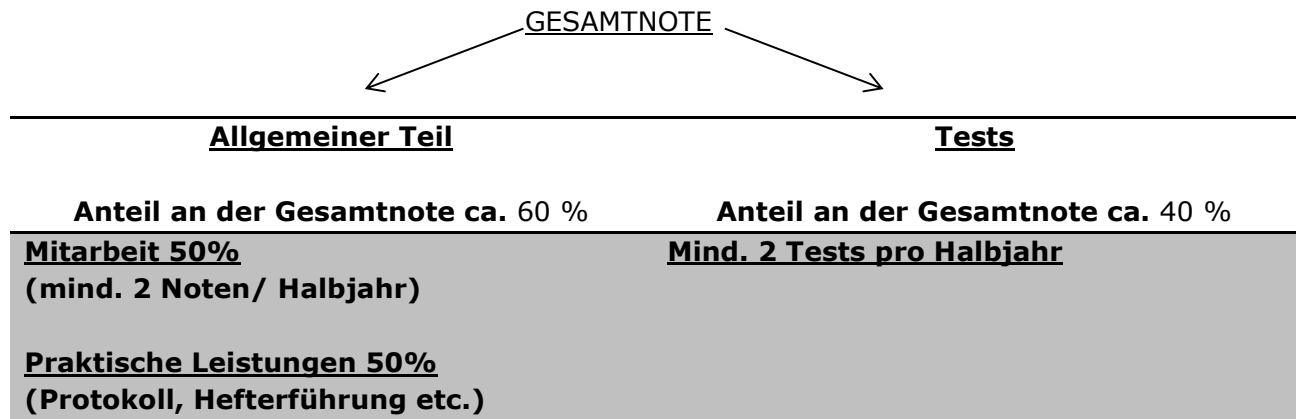 GESAMTNOTE
Allgemeiner Teil
Tests
Anteil an der Gesamtnote ca. 60 %
Anteil an der Gesamtnote ca. 40 %
Mitarbeit 50%
(mind. 2 Noten/ Halbjahr)
Praktische Leistungen 50%
(Protokoll, Hefterführung etc.)
Mind. 2 Tests pro Halbjahr